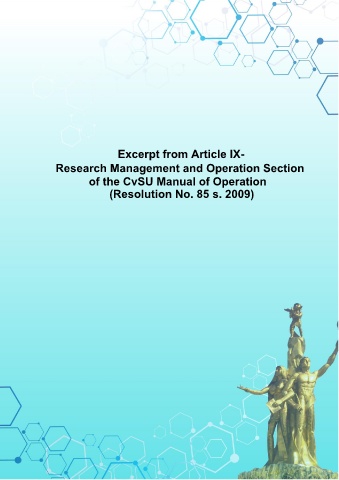 Excerpt from Article IX-
Research Management and Operation Section
of the CvSU Manual of Operation
(Resolution No. 85 s. 2009)